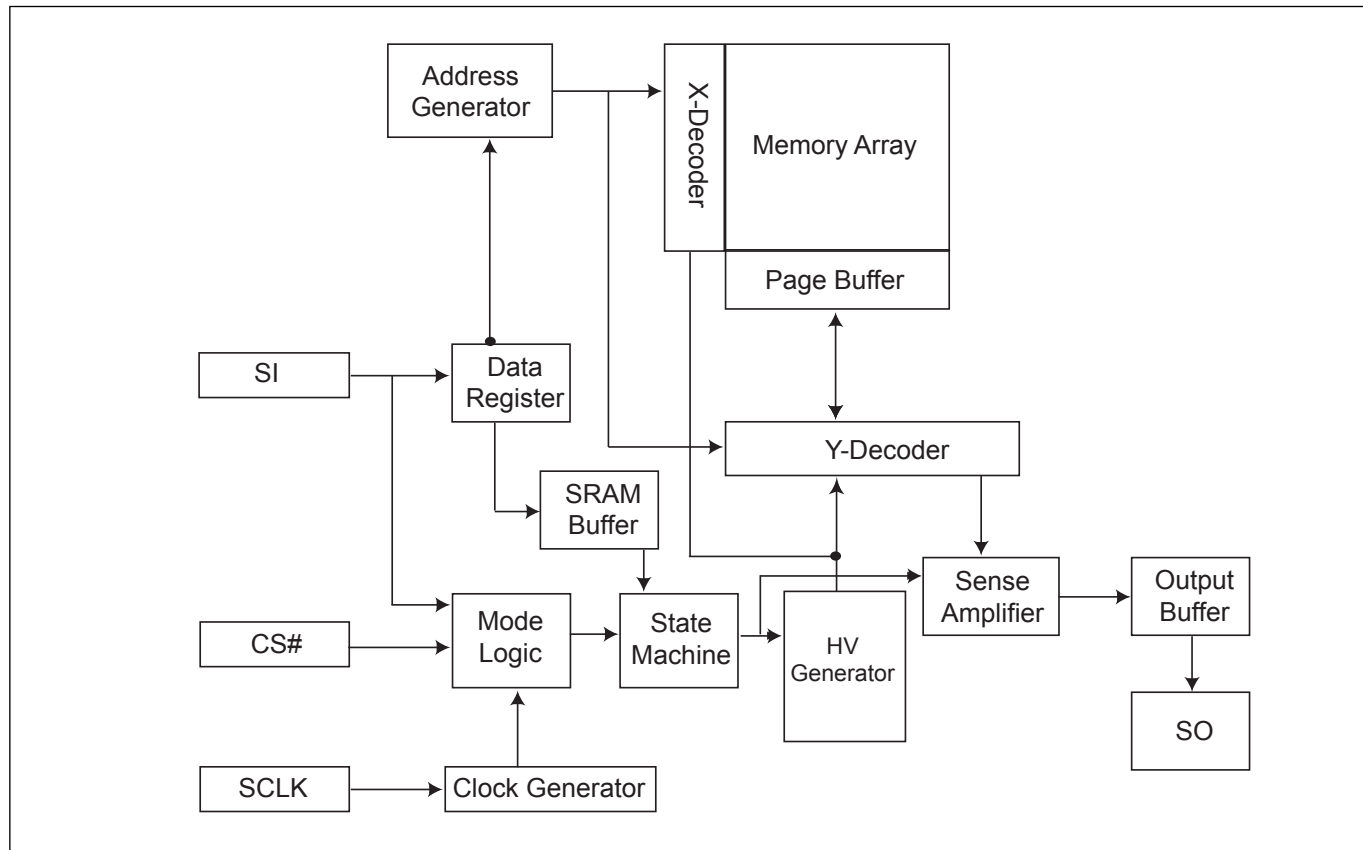 Address
Generator
X-Decoder
Memory Array
Page Buffer
SI
Data
Register
Y-Decoder
SRAM
Buffer
Sense
Amplifier
Output
Buffer
CS#
Mode
Logic
State
Machine
HV
Generator
SO
SCLK
Clock Generator